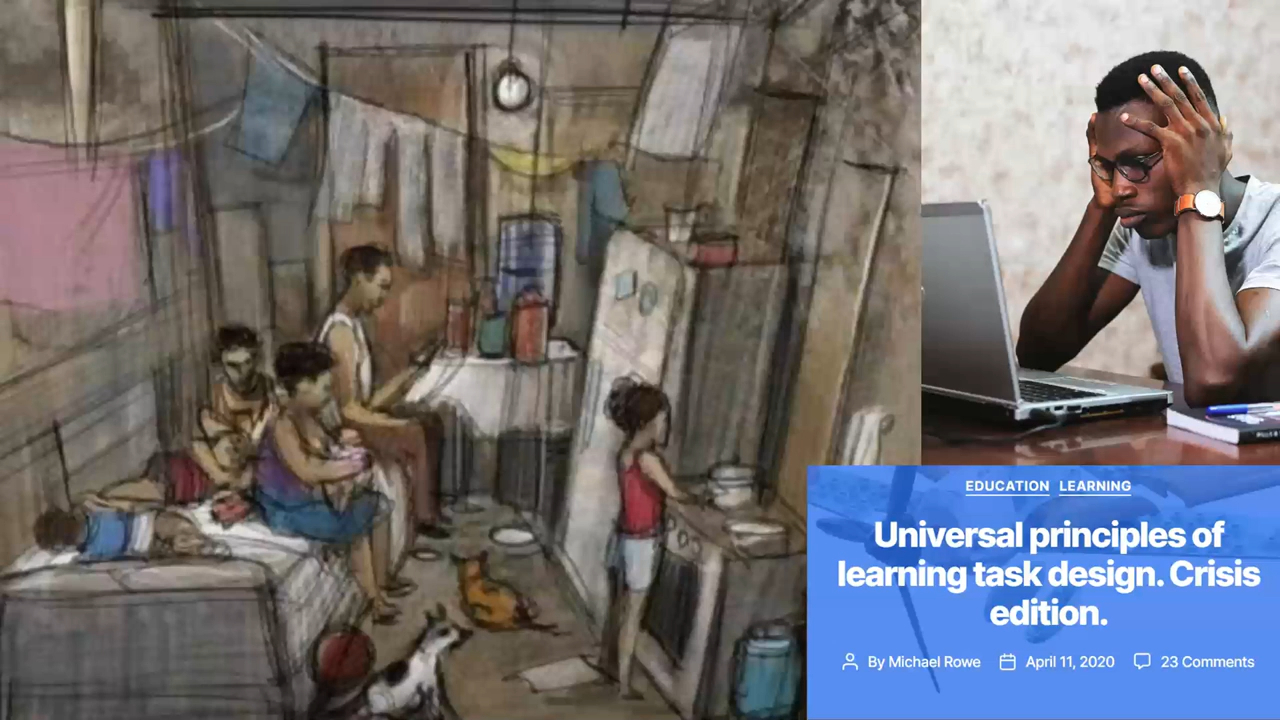 EDUCATION LEARNING
Universal principles of
learning task design. Crisis
edition.
By Michael Rowe April 11, 2020 23 Comments